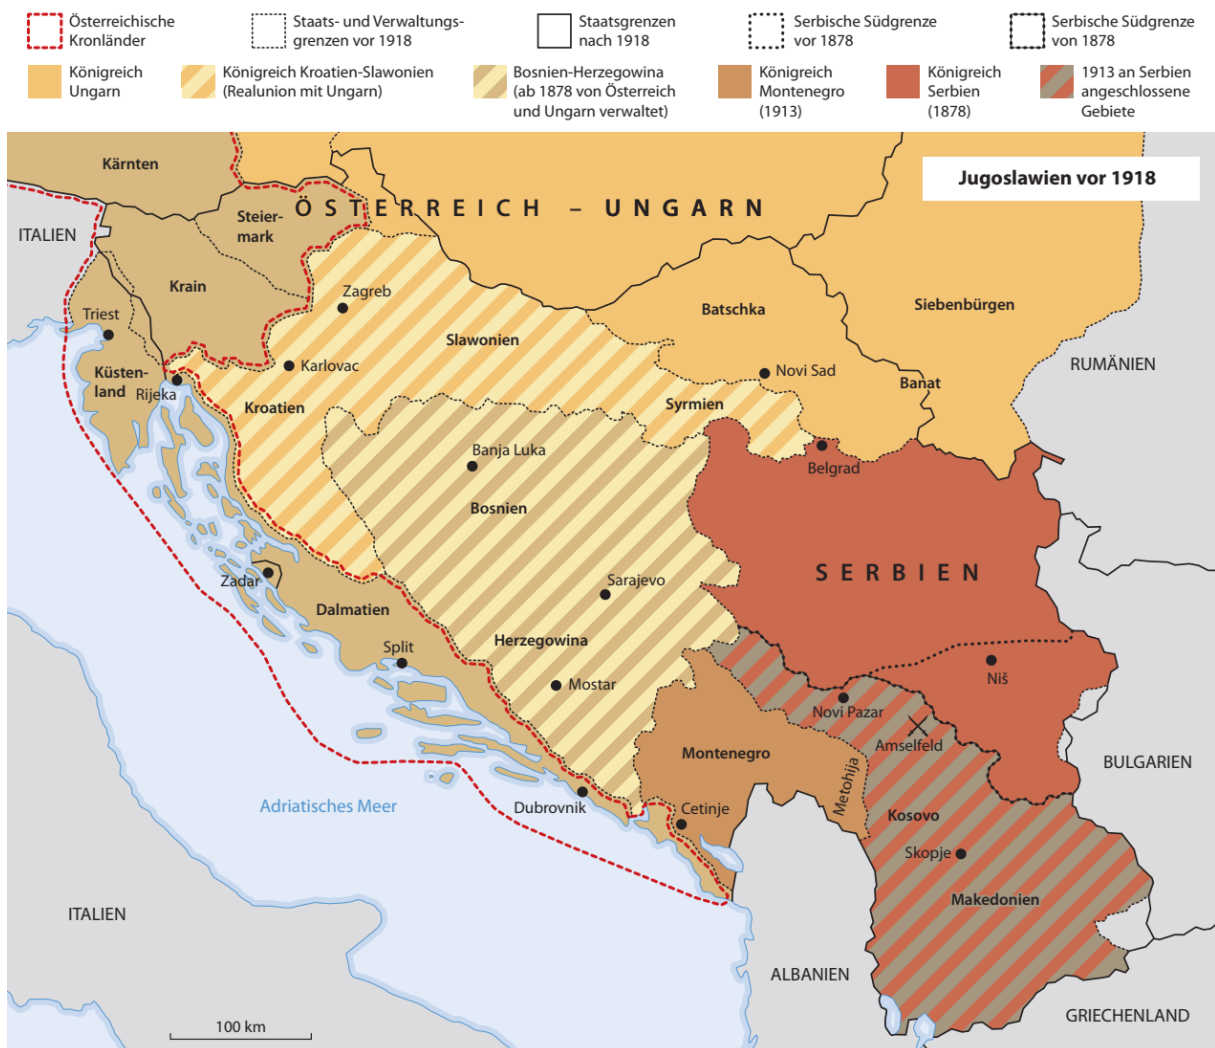 Österreichische
Kronländer
Staats- und Verwaltungs-
grenzen vor 1918
Staatsgrenzen
nach 1918
Serbische Südgrenze
vor 1878
Serbische Südgrenze
von 1878
Königreich
Ungarn
Königreich Kroatien-Slawonien
(Realunion mit Ungarn)
Bosnien-Herzegowina
(ab 1878 von Österreich
und Ungarn verwaltet)
Königreich
Montenegro
(1913)
Königreich
Serbien
(1878)
1913 an Serbien
angeschlossene
Gebiete
Jugoslawien vor 1918
Kärnten
ÖSTERREICH – UNGARN
ITALIEN
Steier-
mark
Krain
Zagreb
Triest
Slawonien
Batschka
Siebenbürgen
RUMÄNIEN
Küsten-
land
Rijeka
Karlovac
Kroatien
Novi Sad
Banat
Syrmien
Belgrad
Banja Luka
Bosnien
Zadar
Dalmatien
Sarajevo
SERBIEN
Herzegowina
Split
Mostar
Niš
Novi Pazar
Amselfeld
Montenegro
Metohija
BULGARIEN
Adriatisches Meer
Dubrovnik
Cetinje
Kosovo
Skopje
Makedonien
ITALIEN
ALBANIEN
GRIECHENLAND
100 km